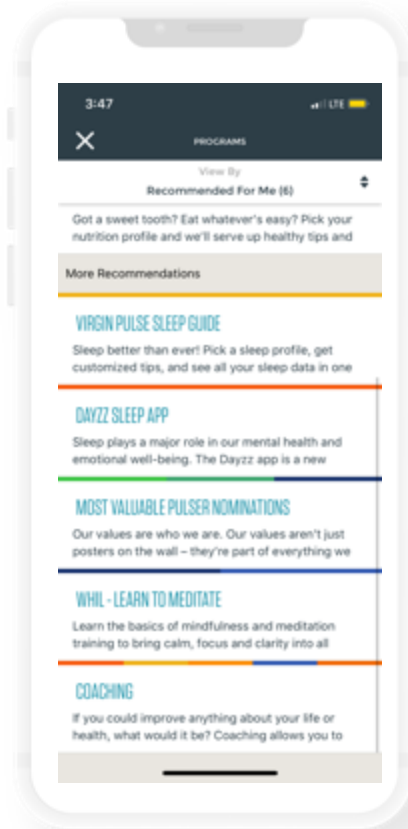 3:47
LTE
PROGRAMS
View By
Recommended For Me (6)
Got a sweet tooth? Eat whatever's easy? Pick your
nutrition profile and we'll serve up healthy tips and
More Recommendations
VIRGIN PULSE SLEEP GUIDE
Sleep better than ever! Pick a sleep profile, get
customized tips, and see all your sleep data in one
DAYZZ SLEEP APP
Sleep plays a major role in our mental health and
emotional well-being. The Dayzz app is a new
MOST VALUABLE PULSER NOMINATIONS
Our values are who we are. Our values aren't just
posters on the wall – they're part of everything we
WHIL - LEARN TO MEDITATE
Learn the basics of mindfulness and meditation
training to bring calm, focus and clarity into all
COACHING
If you could improve anything about your life or
health, what would it be? Coaching allows you to